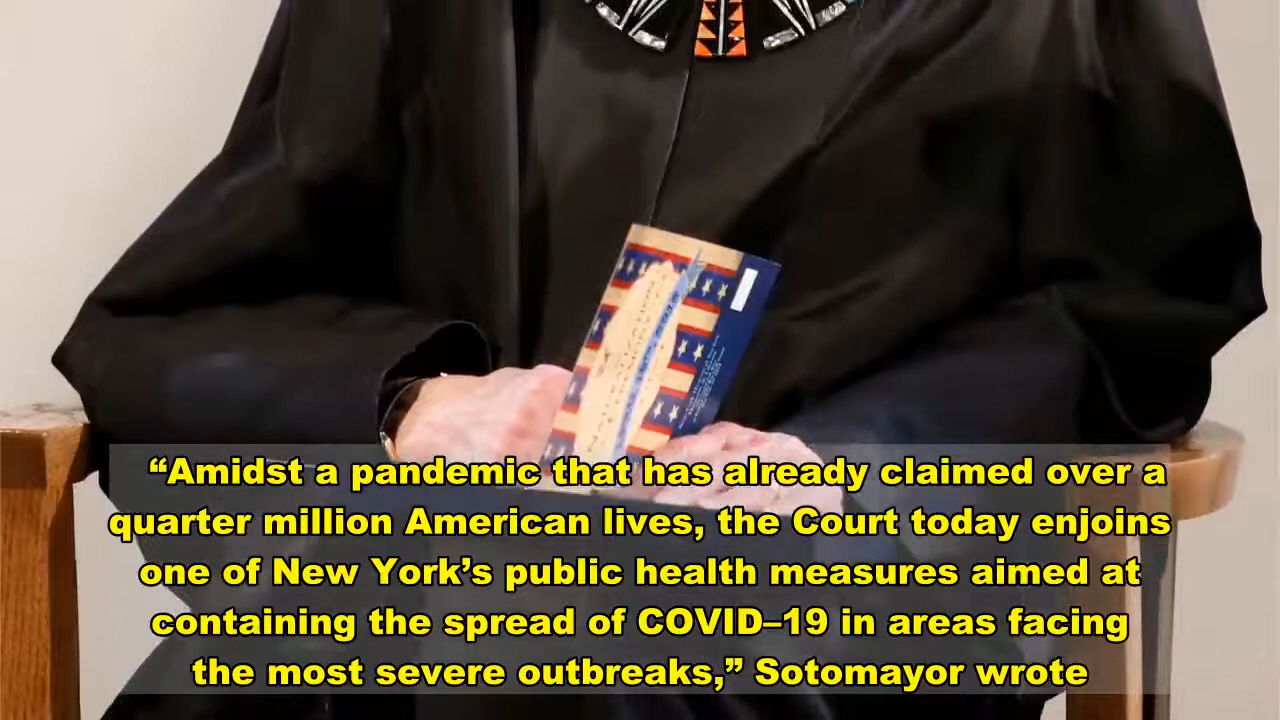 “Amidst a pandemic that has already claimed over a
quarter million American lives, the Court today enjoins
one of New York’s public health measures aimed at
containing the spread of COVID–19 in areas facing
the most severe outbreaks,” Sotomayor wrote